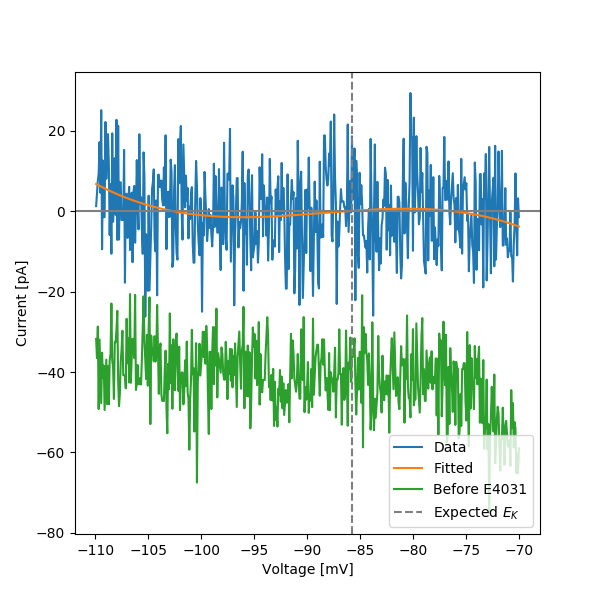 20
0
−20
−40
−60
−80
Current [pA]
Data
Fitted
Before E4031
Expected E_K
−110 −105 −100 −95 −90 −85 −80 −75 −70
Voltage [mV]